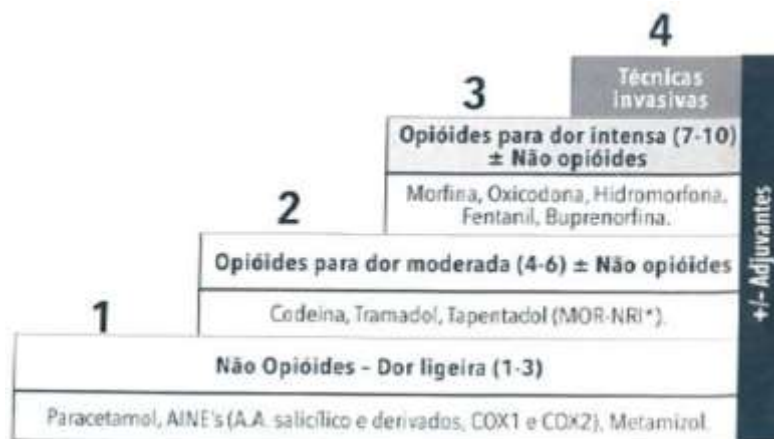 4
Técnicas
invasivas
3
Opióides para dor intensa (7-10)
± Não opióides
Morfina, Oxicodona, Hidromorfona,
Fentanil, Buprenorfina.
2
Opióides para dor moderada (4-6) ± Não opióides
Codeína, Tramadol, Tapentadol (MOR-NRI*).
1
Não Opióides – Dor ligeira (1-3)
Paracetamol, AINE's (A.A. salicílico e derivados, COX1 e COX2), Metamizol.
+/- Adjuvantes